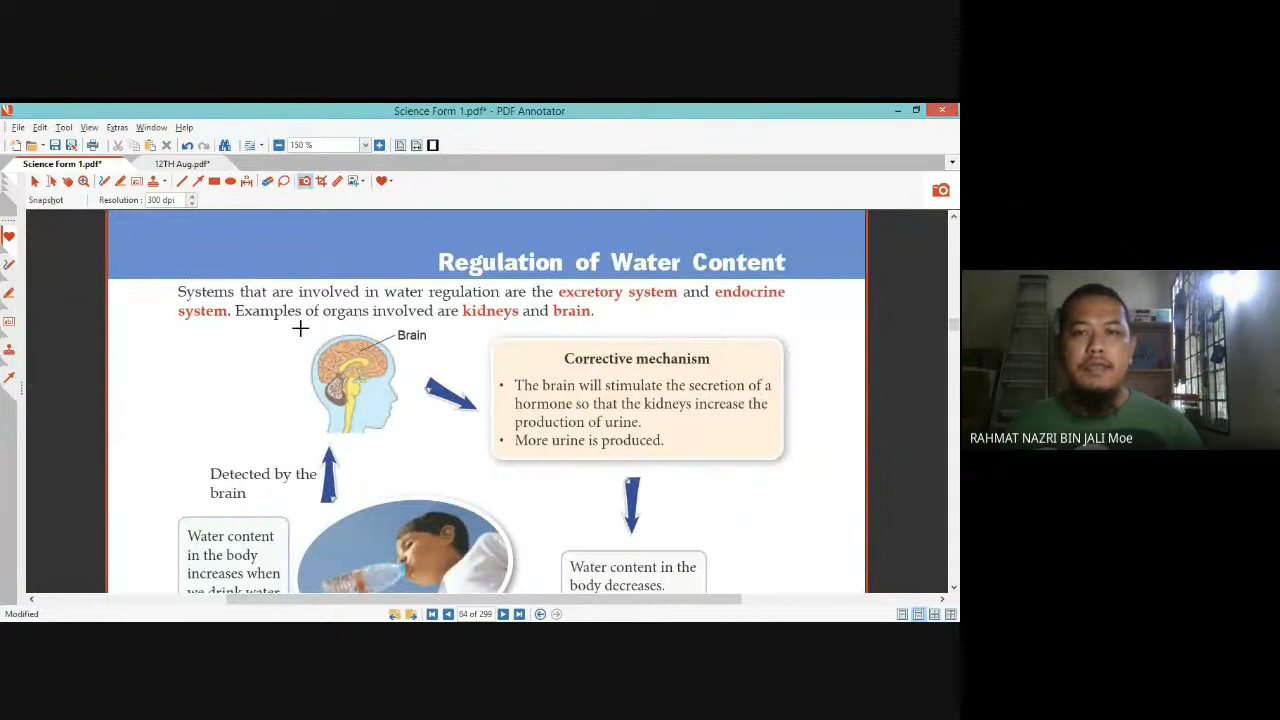 Science Form 1.pdf* - PDF Annotator
File Edit Tool View Extras Window Help
150 %
Science Form 1.pdf* 12TH Aug.pdf*
Snapshot Resolution: 300 dpi
Regulation of Water Content
Systems that are involved in water regulation are the excretory system and endocrine
system. Examples of organs involved are kidneys and brain.
Brain
Corrective mechanism
• The brain will stimulate the secretion of a
hormone so that the kidneys increase the
production of urine.
• More urine is produced.
Detected by the
brain
Water content
in the body
increases when
we drink water
Water content in the
body decreases.
RAHMAT NAZRI BIN JALI Moe
Modified
84 of 299